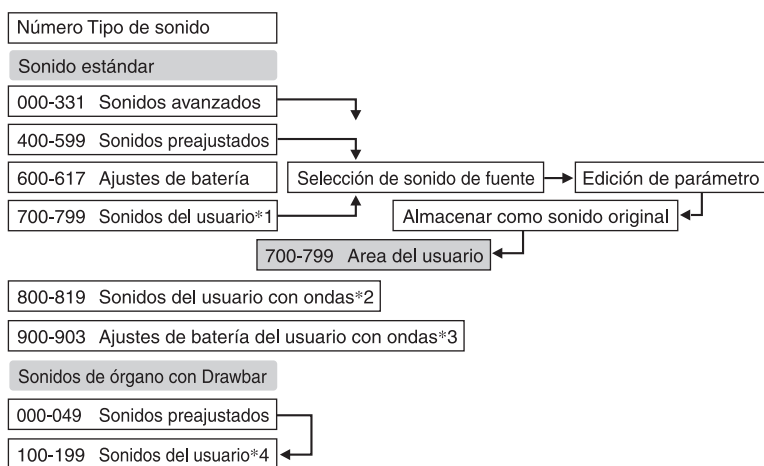 Número Tipo de sonido
Sonido estándar
000-331 Sonidos avanzados
400-599 Sonidos preajustados
600-617 Ajustes de batería
Selección de sonido de fuente
Edición de parámetro
700-799 Sonidos del usuario*1
Almacenar como sonido original
700-799 Area del usuario
800-819 Sonidos del usuario con ondas*2
900-903 Ajustes de batería del usuario con ondas*3
Sonidos de órgano con Drawbar
000-049 Sonidos preajustados
100-199 Sonidos del usuario*4